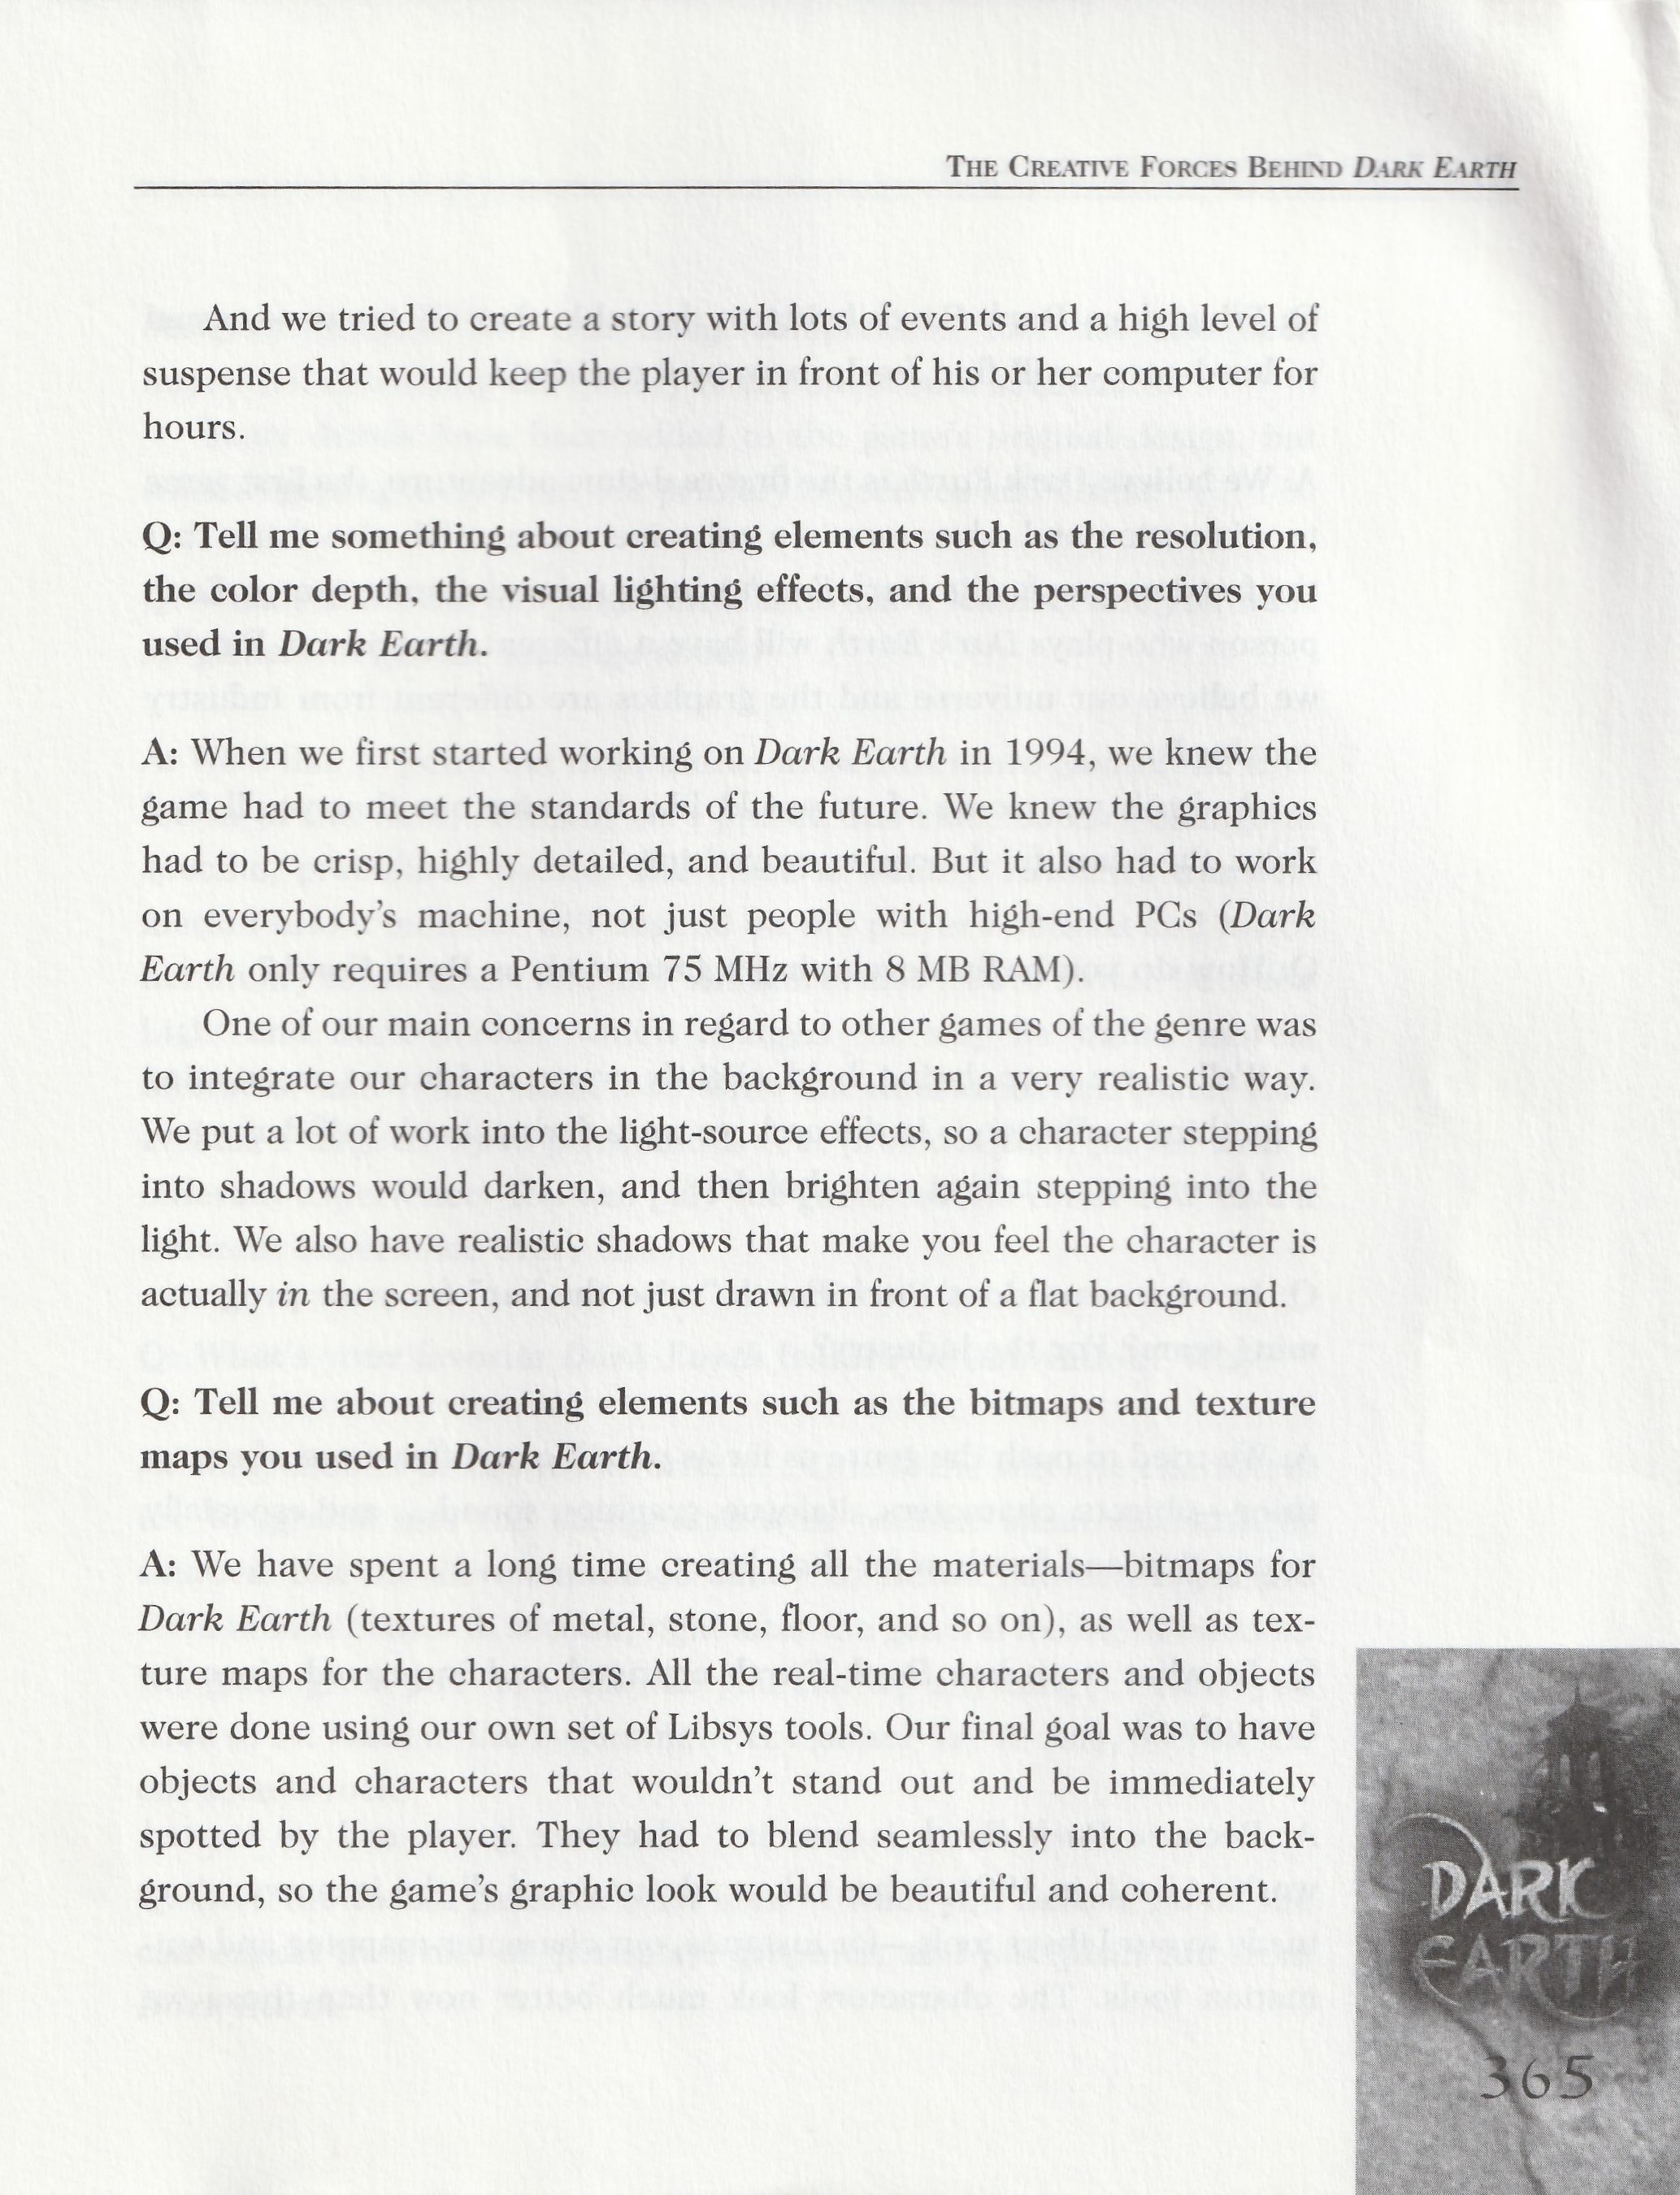 THE CREATIVE FORCES BEHIND DARK EARTH
And we tried to create a story with lots of events and a high level of
suspense that would keep the player in front of his or her computer for
hours.
Q: Tell me something about creating elements such as the resolution,
the color depth, the visual lighting effects, and the perspectives you
used in Dark Earth.
A: When we first started working on Dark Earth in 1994, we knew the
game had to meet the standards of the future. We knew the graphics
had to be crisp, highly detailed, and beautiful. But it also had to work
on everybody's machine, not just people with high-end PCs (Dark
Earth only requires a Pentium 75 MHz with 8 MB RAM).
One of our main concerns in regard to other games of the genre was
to integrate our characters in the background in a very realistic way.
We put a lot of work into the light-source effects, so a character stepping
into shadows would darken, and then brighten again stepping into the
light. We also have realistic shadows that make you feel the character is
actually in the screen, and not just drawn in front of a flat background.
Q: Tell me about creating elements such as the bitmaps and texture
maps you used in Dark Earth.
A: We have spent a long time creating all the materials—bitmaps for
Dark Earth (textures of metal, stone, floor, and so on), as well as tex-
ture maps for the characters. All the real-time characters and objects
were done using our own set of Libsys tools. Our final goal was to have
objects and characters that wouldn't stand out and be immediately
spotted by the player. They had to blend seamlessly into the back-
ground, so the game's graphic look would be beautiful and coherent.
DARK
EARTH
365